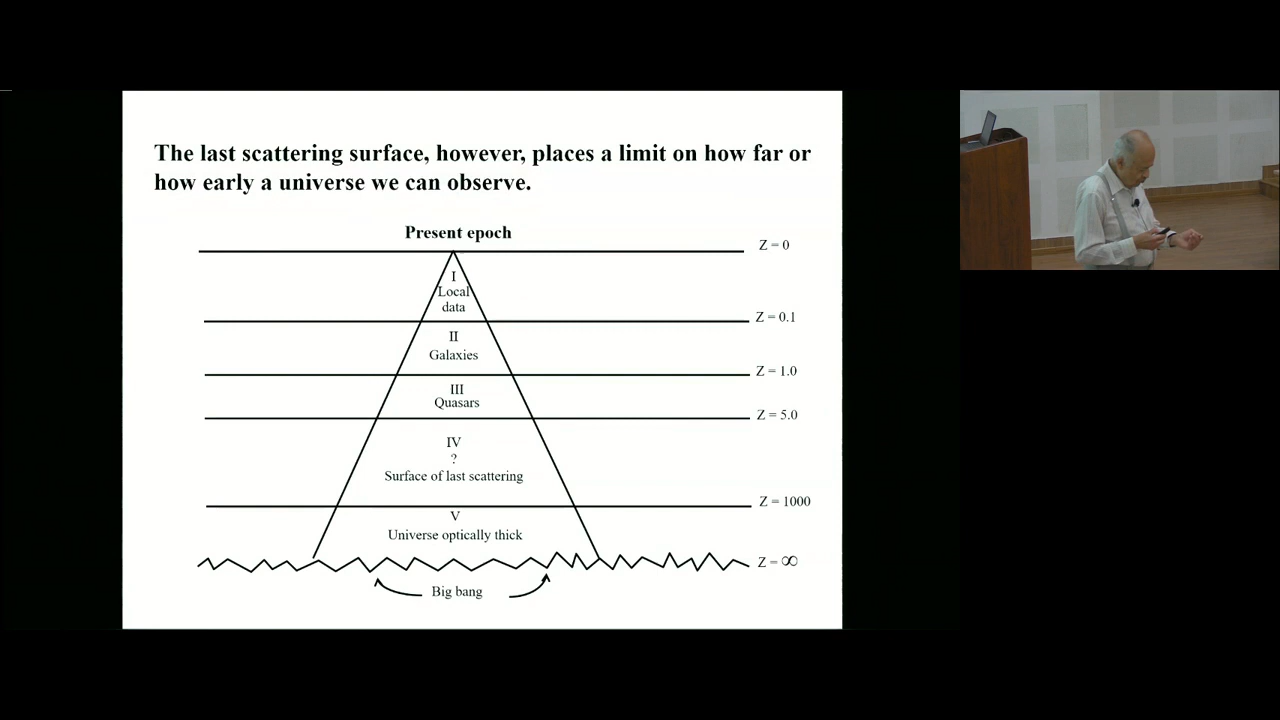 The last scattering surface, however, places a limit on how far or
how early a universe we can observe.
Present epoch
Z = 0
I
Local
data
Z = 0.1
II
Galaxies
Z = 1.0
III
Quasars
Z = 5.0
IV
?
Surface of last scattering
Z = 1000
V
Universe optically thick
Z = ∞
Big bang